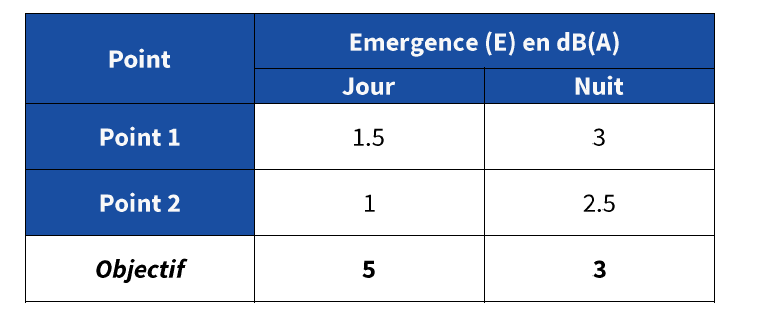 Point
Emergence (E) en dB(A)
Jour Nuit
Point 1 1.5 3
Point 2 1 2.5
Objectif 5 3